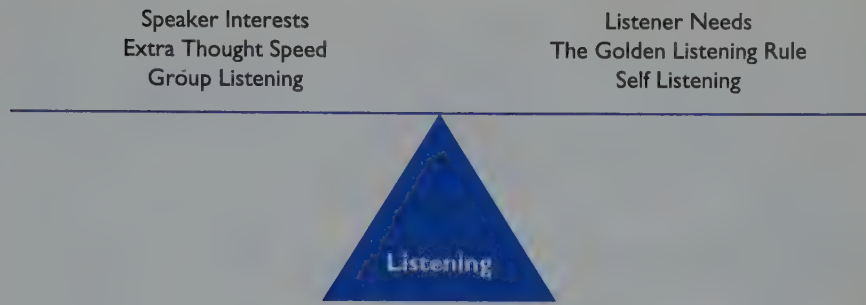 Speaker Interests
Extra Thought Speed
Group Listening
Listener Needs
The Golden Listening Rule
Self Listening
Listening